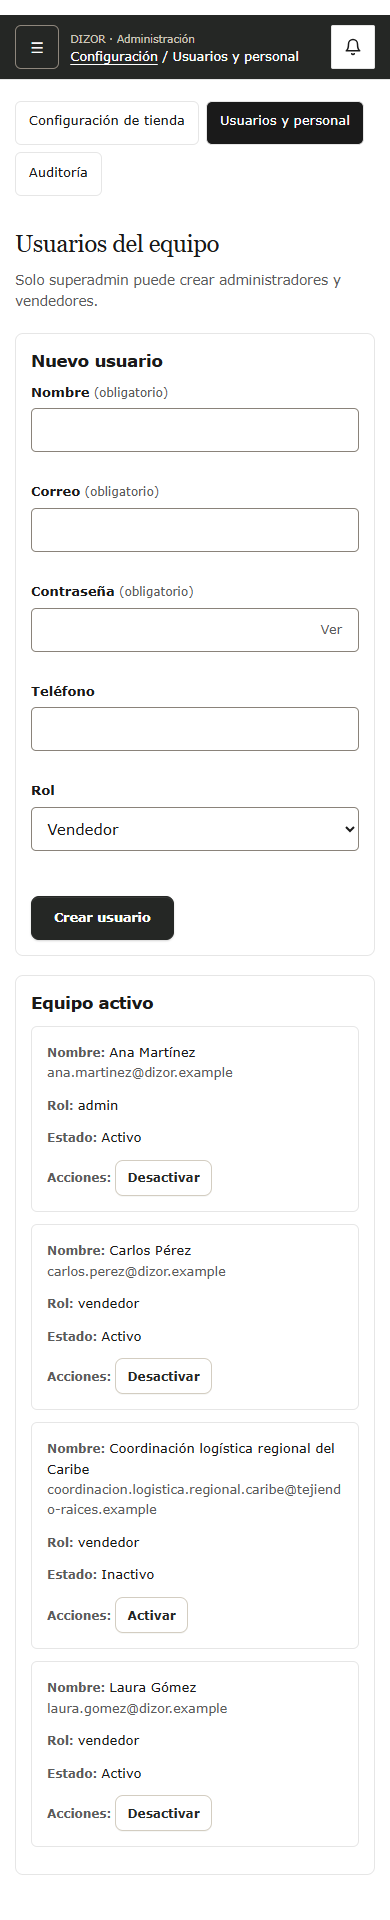 DIZOR · Administración
Configuración / Usuarios y personal
Configuración de tienda
Usuarios y personal
Auditoría
Usuarios del equipo
Solo superadmin puede crear administradores y
vendedores.
Nuevo usuario
Nombre (obligatorio)
Correo (obligatorio)
Contraseña (obligatorio)
Ver
Teléfono
Rol
Vendedor
Crear usuario
Equipo activo
Nombre: Ana Martínez
ana.martinez@dizor.example
Rol: admin
Estado: Activo
Acciones: Desactivar
Nombre: Carlos Pérez
carlos.perez@dizor.example
Rol: vendedor
Estado: Activo
Acciones: Desactivar
Nombre: Coordinación logística regional del
Caribe
coordinacion.logistica.regional.caribe@tejiend
o-raices.example
Rol: vendedor
Estado: Inactivo
Acciones: Activar
Nombre: Laura Gómez
laura.gomez@dizor.example
Rol: vendedor
Estado: Activo
Acciones: Desactivar